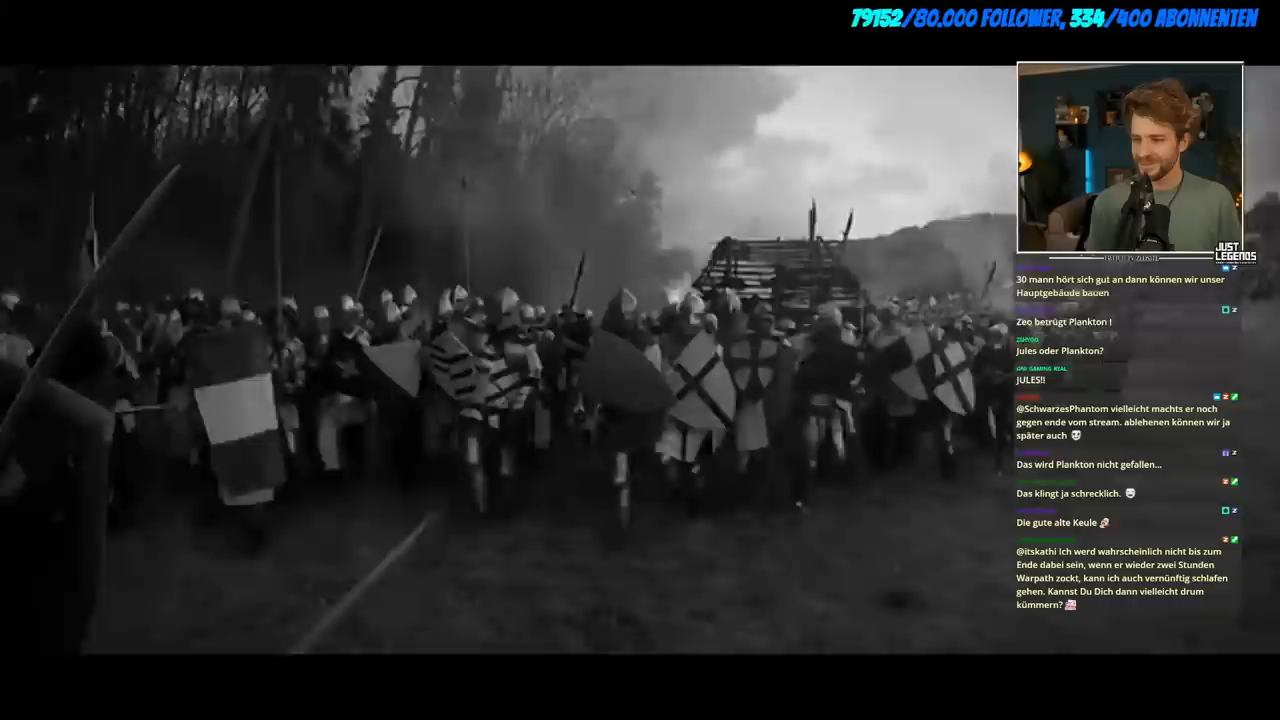 79152/80.000 FOLLOWER, 334/400 ABONNENTEN
JUST
LEGENDS
30 mann hört sich gut an dann können wir unser
Hauptgebäude bauen
Zeo betrügt Plankton !
Jules oder Plankton?
JULES!!
@SchwarzesPhantom vielleicht machts er noch
gegen ende vom stream. ablehenen können wir ja
später auch
Das wird Plankton nicht gefallen...
Das klingt ja schrecklich.
Die gute alte Keule
@itskathi Ich werd wahrscheinlich nicht bis zum
Ende dabei sein, wenn er wieder zwei Stunden
Warpath zockt, kann ich auch vernünftig schlafen
gehen. Kannst Du Dich dann vielleicht drum
kümmern?